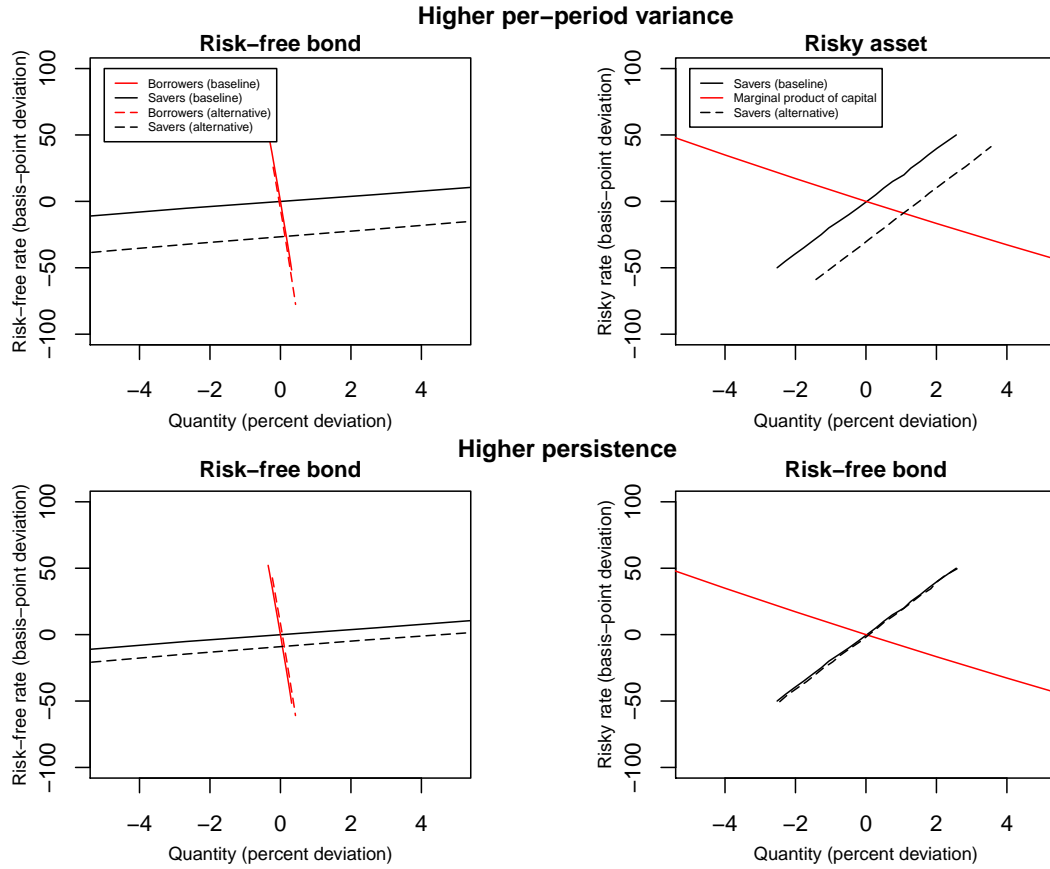 Higher per−period variance
Risk−free bond
Risk−free rate (basis−point deviation)
100
50
0
−50
−100
Borrowers (baseline)
Savers (baseline)
Borrowers (alternative)
Savers (alternative)
−4 −2 0 2 4
Quantity (percent deviation)
Risky asset
Risky rate (basis−point deviation)
100
50
0
−50
−100
Savers (baseline)
Marginal product of capital
Savers (alternative)
−4 −2 0 2 4
Quantity (percent deviation)
Higher persistence
Risk−free bond
Risk−free rate (basis−point deviation)
100
50
0
−50
−100
−4 −2 0 2 4
Quantity (percent deviation)
Risk−free bond
Risky rate (basis−point deviation)
100
50
0
−50
−100
−4 −2 0 2 4
Quantity (percent deviation)